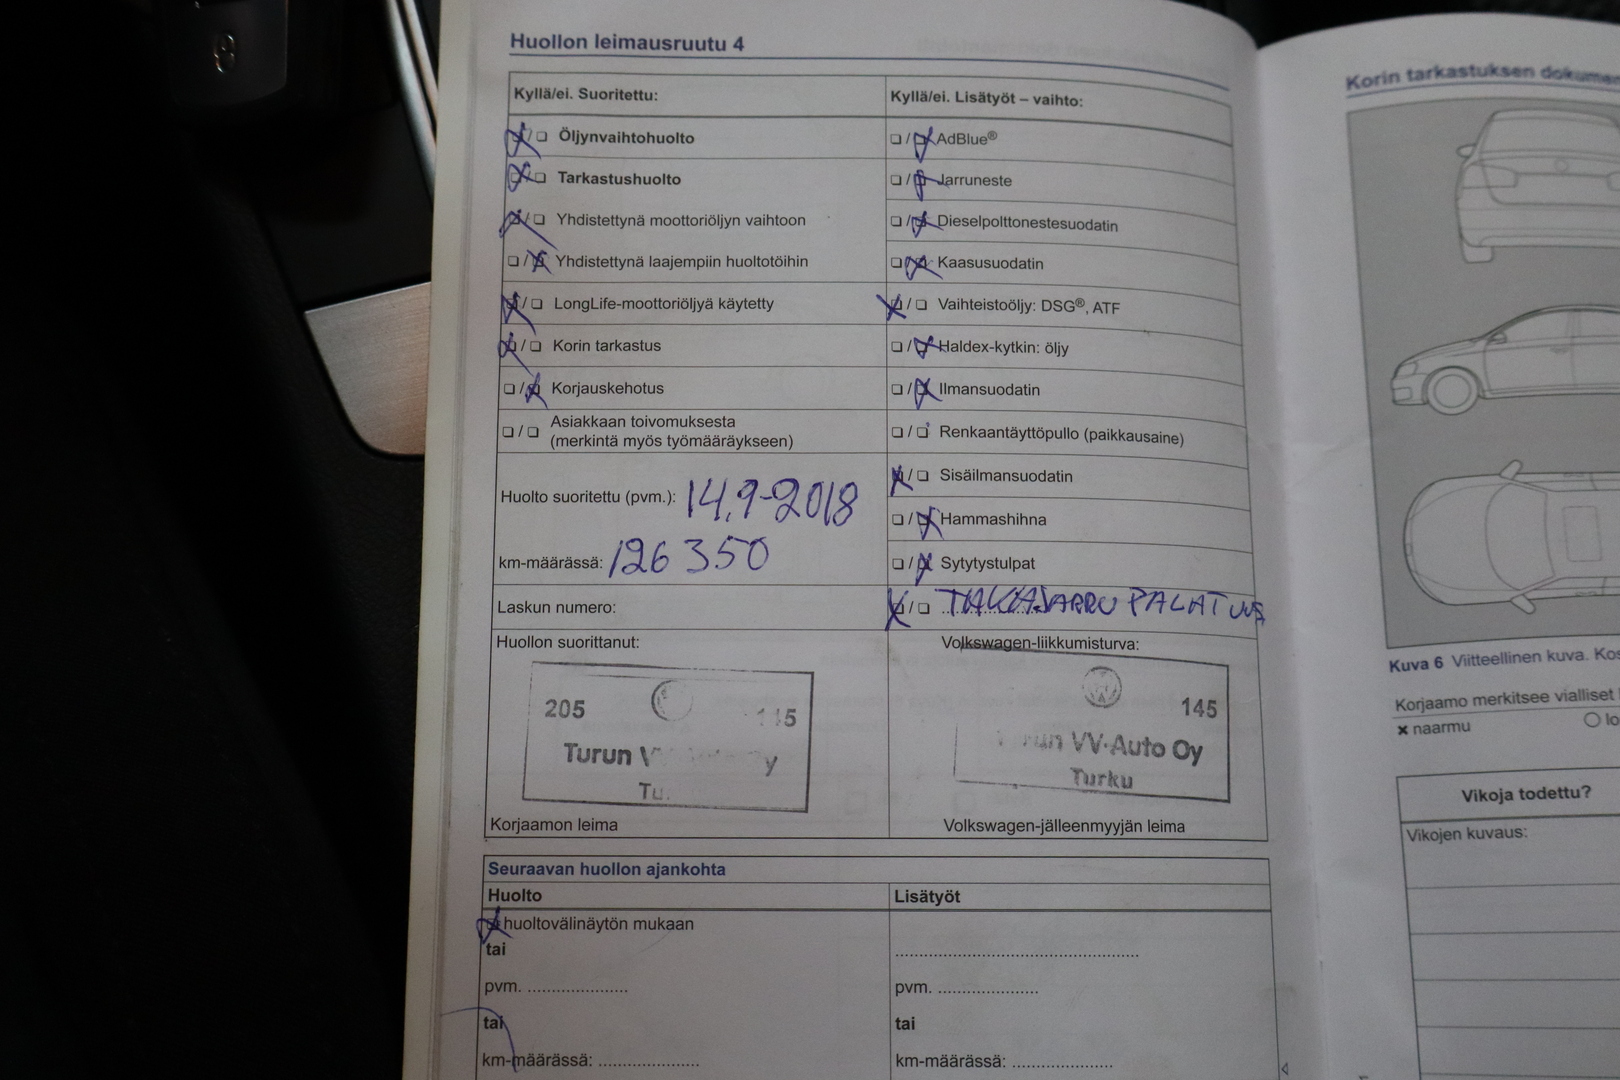 8
Huollon leimausruutu 4
Kyllä/ei. Suoritettu:
Öljynvaihtohuolto
Tarkastushuolto
Yhdistettynä moottoriöljyn vaihtoon
Yhdistettynä laajempiin huoltotöihin
LongLife-moottoriöljyä käytetty
Korin tarkastus
Korjauskehotus
Asiakkaan toivomuksesta
(merkintä myös työmääräykseen)
Huolto suoritettu (pvm.): 14.9-2018
km-määrässä: 126 350
Laskun numero:
Kyllä/ei. Lisätyöt – vaihto:
AdBlue®
Jarruneste
Dieselpolttonestesuodatin
Kaasusuodatin
Vaihteistoöljy: DSG®, ATF
Haldex-kytkin: öljy
Ilmansuodatin
Renkaantäyttöpullo (paikkausaine)
Sisäilmansuodatin
Hammashihna
Sytytystulpat
TAKAJARRU PALAT
Huollon suorittanut:
205
Turun
Korjaamon leima
Volkswagen-liikkumisturva:
145
VV-Auto Oy
Turku
Volkswagen-jälleenmyyjän leima
Seuraavan huollon ajankohta
Huolto
huoltovälinäytön mukaan
tai
pvm. .....................
tai
km-määrässä: .....................
Lisätyöt
pvm. .....................
tai
km-määrässä: .....................
Korin tarkastuksen
Kuva 6 Viitteellinen kuva.
Korjaamo merkitsee vialliset
x naarmu
Vikoja todettu?
Vikojen kuvaus: